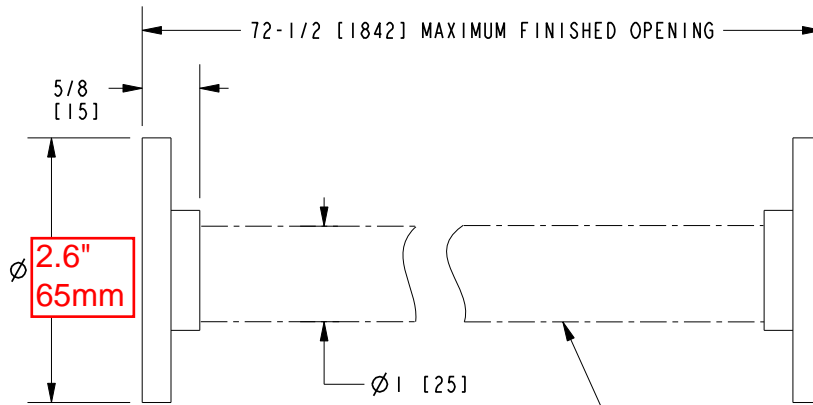 72-1/2 [1842] MAXIMUM FINISHED OPENING
5/8
[15]
Ø 2.6"
65mm
Ø1 [25]